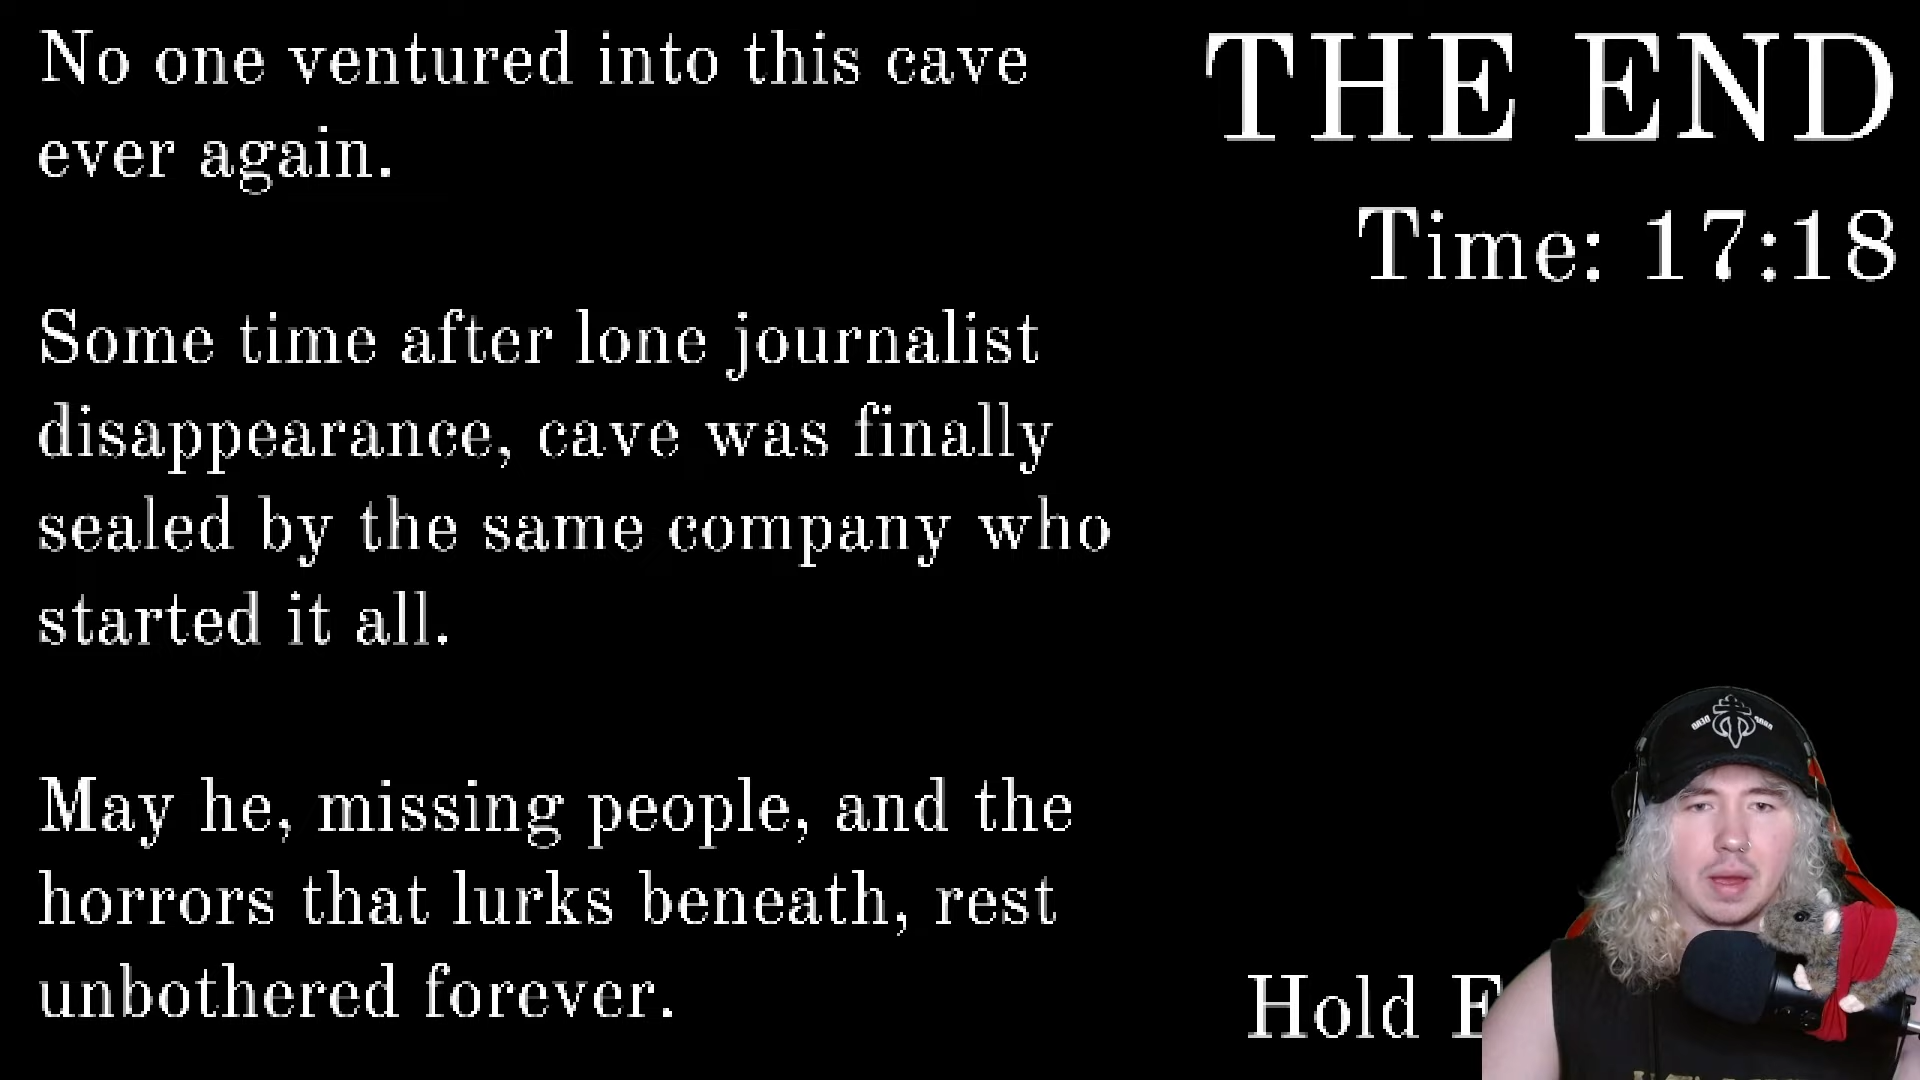 No one ventured into this cave
ever again.
Some time after lone journalist
disappearance, cave was finally
sealed by the same company who
started it all.
May he, missing people, and the
horrors that lurks beneath, rest
unbothered forever.
THE END
Time: 17:18
Hold E